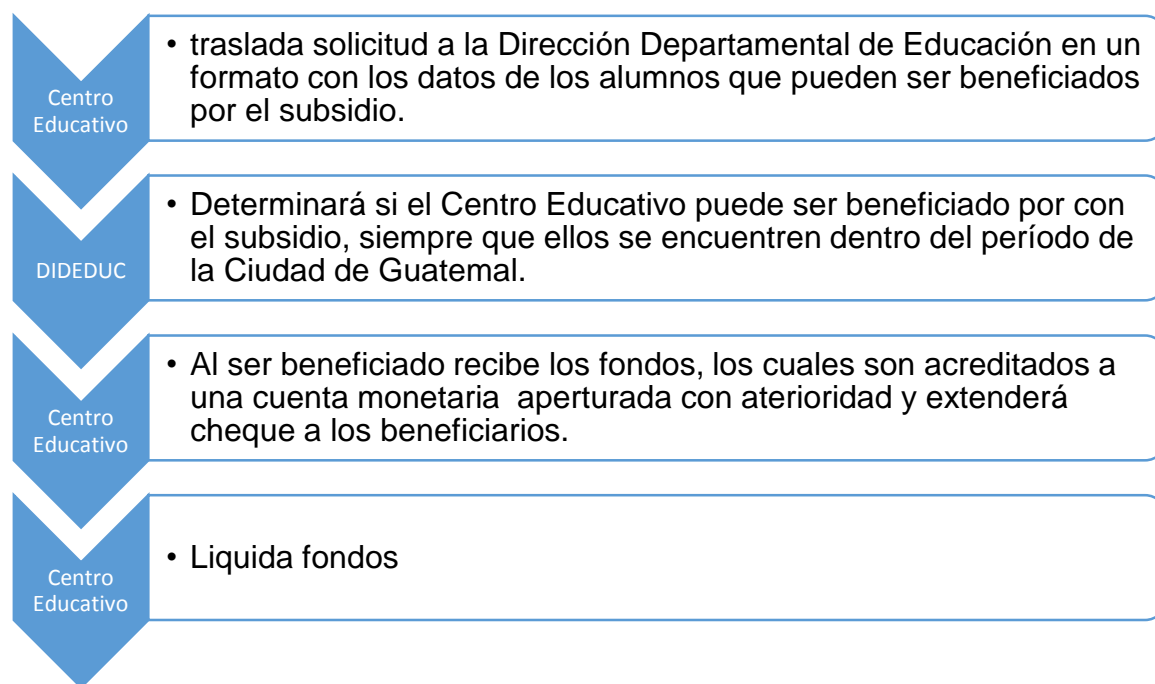 Centro
Educativo
• traslada solicitud a la Dirección Departamental de Educación en un
formato con los datos de los alumnos que pueden ser beneficiados
por el subsidio.
DIDEDUC
• Determinará si el Centro Educativo puede ser beneficiado por con
el subsidio, siempre que ellos se encuentren dentro del período de
la Ciudad de Guatemal.
Centro
Educativo
• Al ser beneficiado recibe los fondos, los cuales son acreditados a
una cuenta monetaria  aperturada con aterioridad y extenderá
cheque a los beneficiarios.
Centro
Educativo
• Liquida fondos